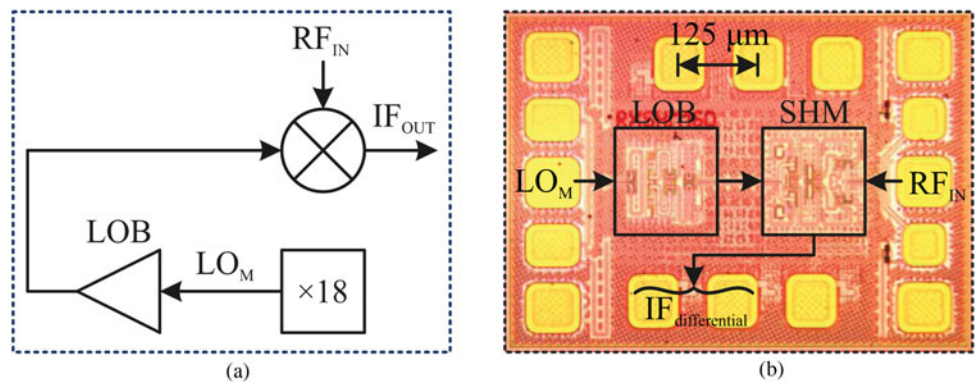 RF_IN
IF_OUT
LOB
LO_M
×18
(a)
125 μm
LOB
SHM
LO_M
RF_IN
IF_differential
(b)